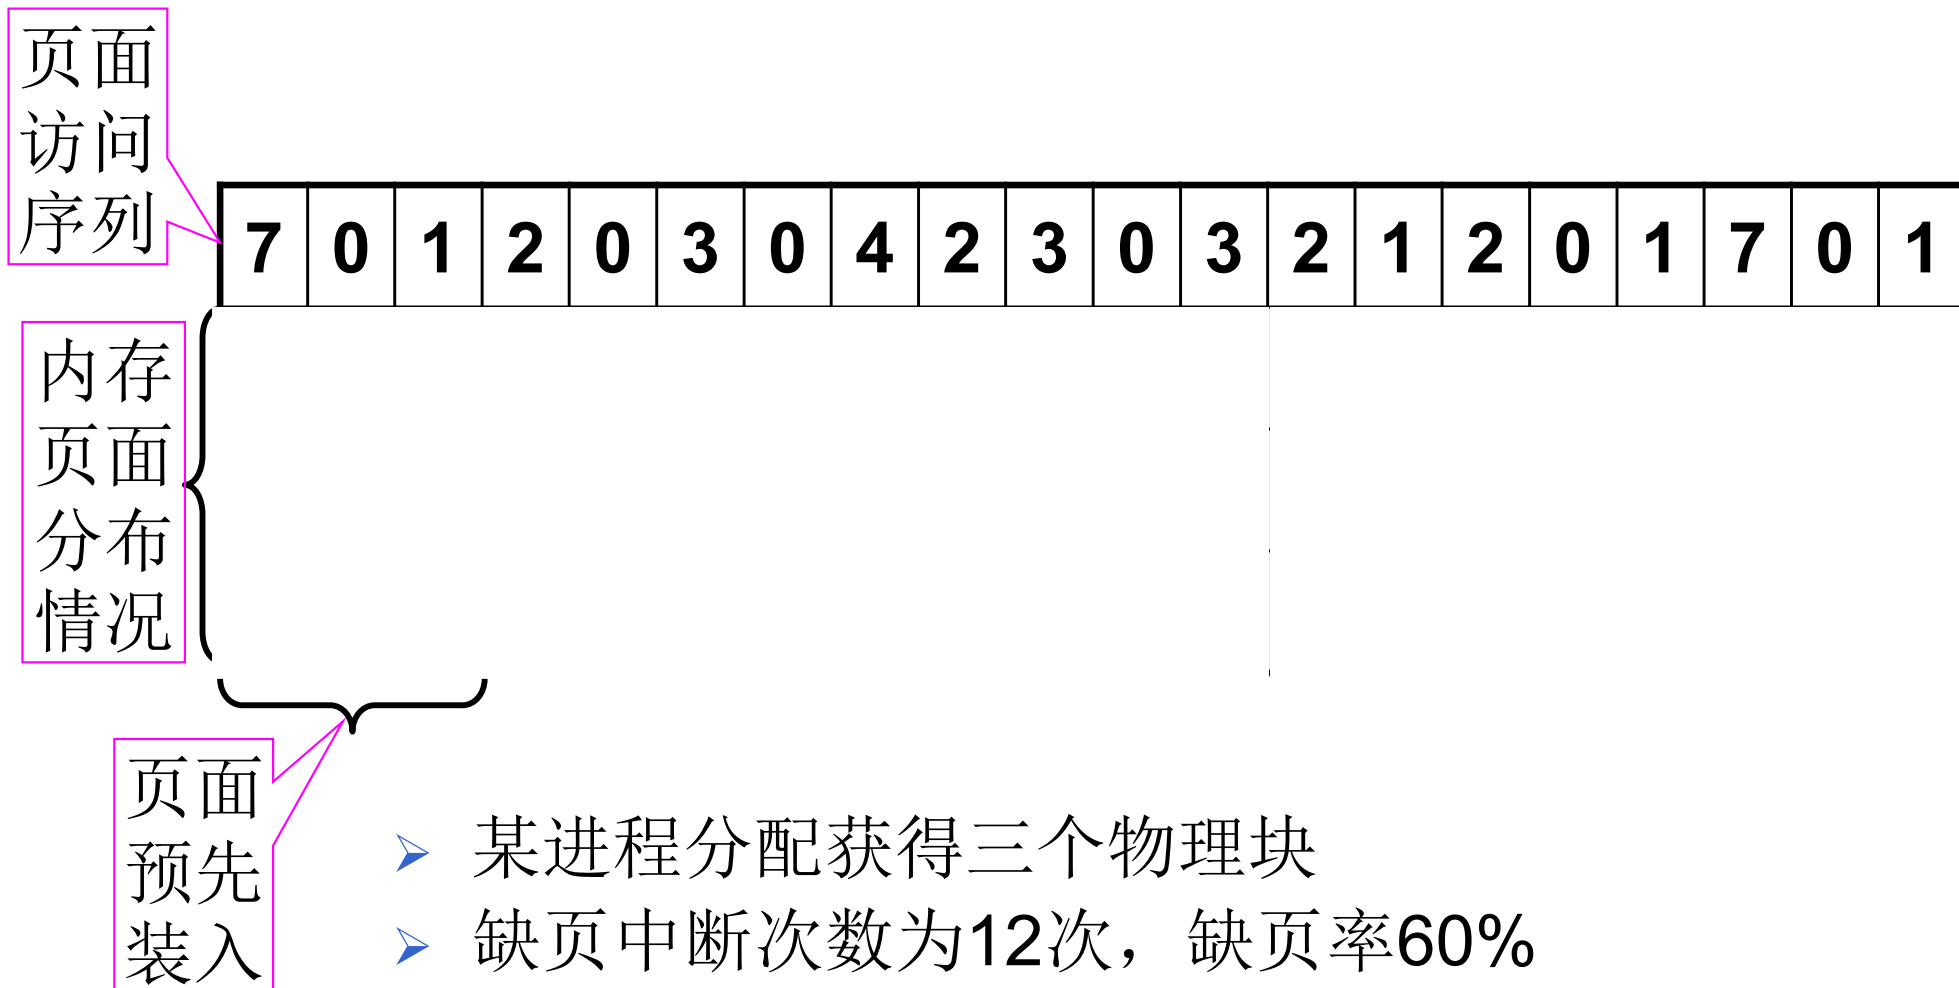 页面
访问
序列
7 0 1 2 0 3 0 4 2 3 0 3 2 1 2 0 1 7 0 1
内存
页面
分布
情况
页面
预先
装入
某进程分配获得三个物理块
缺页中断次数为12次，缺页率60%